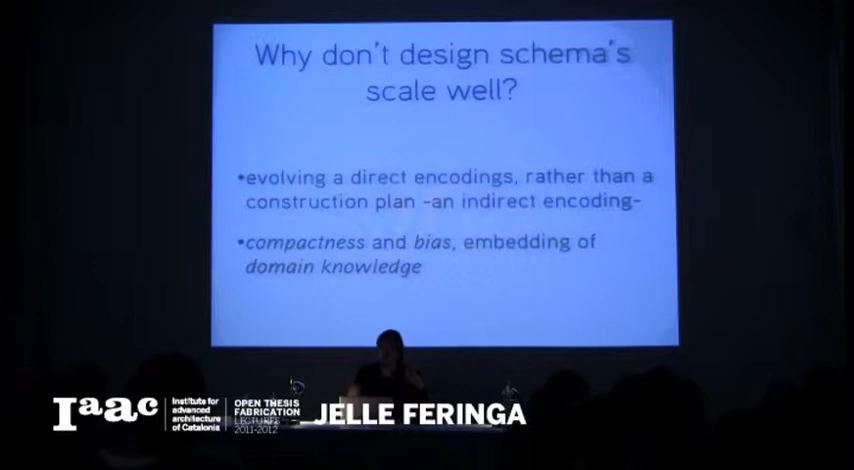 Why don't design schema's
scale well?
•evolving a direct encodings, rather than a
construction plan -an indirect encoding-
•compactness and bias, embedding of
domain knowledge
Iaac
Institute for
advanced
architecture
of Catalonia
OPEN THESIS
FABRICATION
LECTURES
2011-2012
JELLE FERINGA